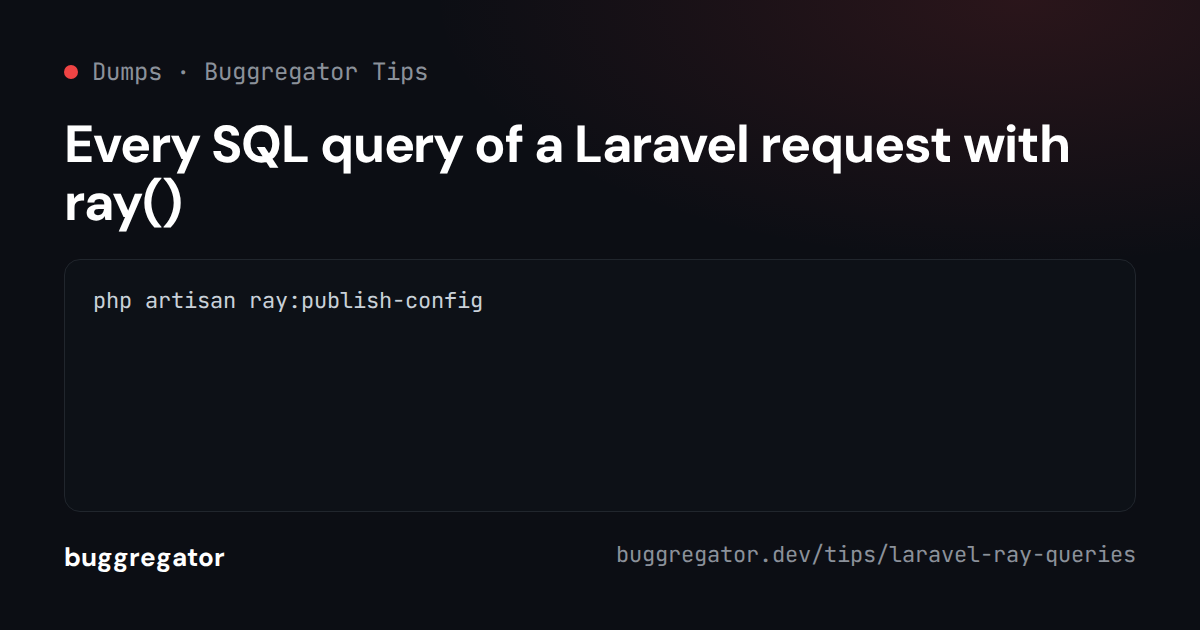 Dumps · Buggregator Tips
Every SQL query of a Laravel request with
ray()
php artisan ray:publish-config
buggregator
buggregator.dev/tips/laravel-ray-queries